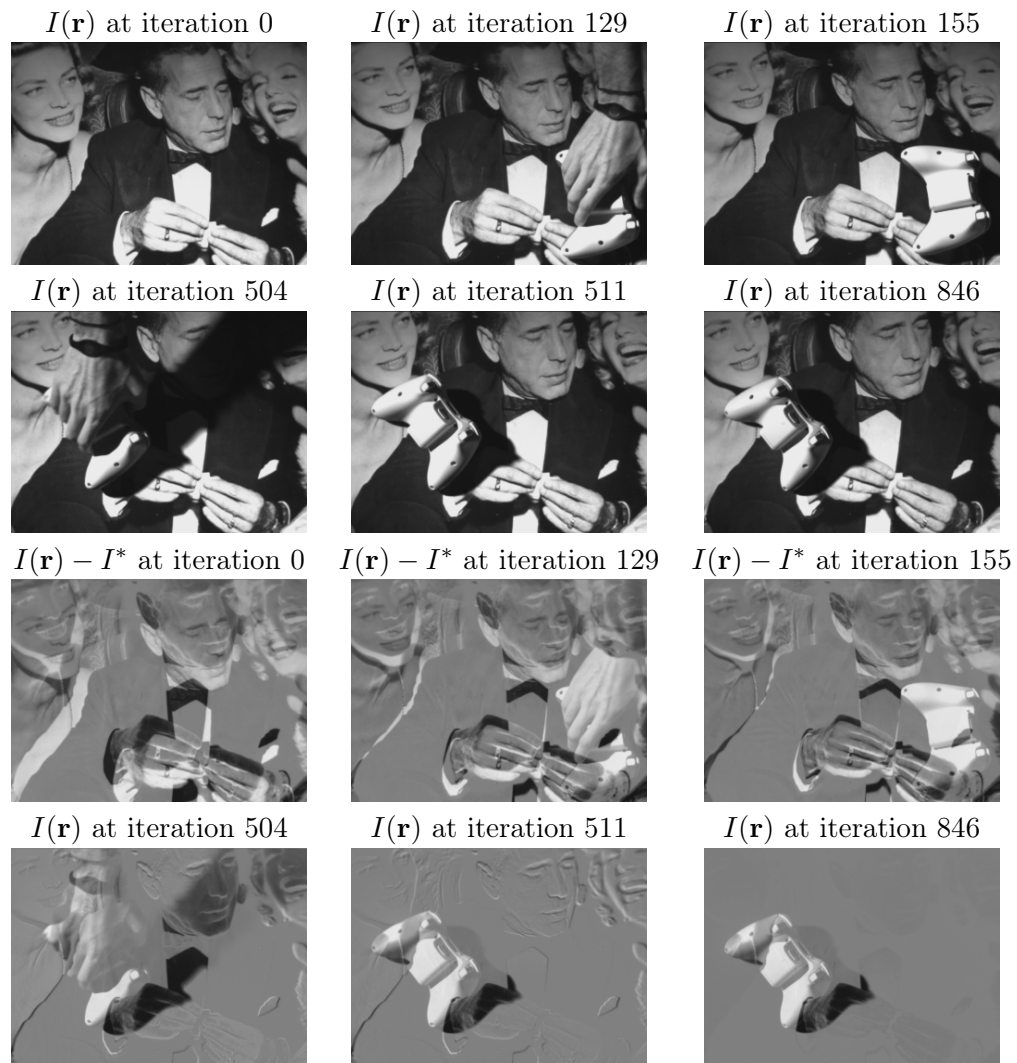 I(r) at iteration 0
I(r) at iteration 129
I(r) at iteration 155
I(r) at iteration 504
I(r) at iteration 511
I(r) at iteration 846
I(r) − I* at iteration 0
I(r) − I* at iteration 129
I(r) − I* at iteration 155
I(r) at iteration 504
I(r) at iteration 511
I(r) at iteration 846